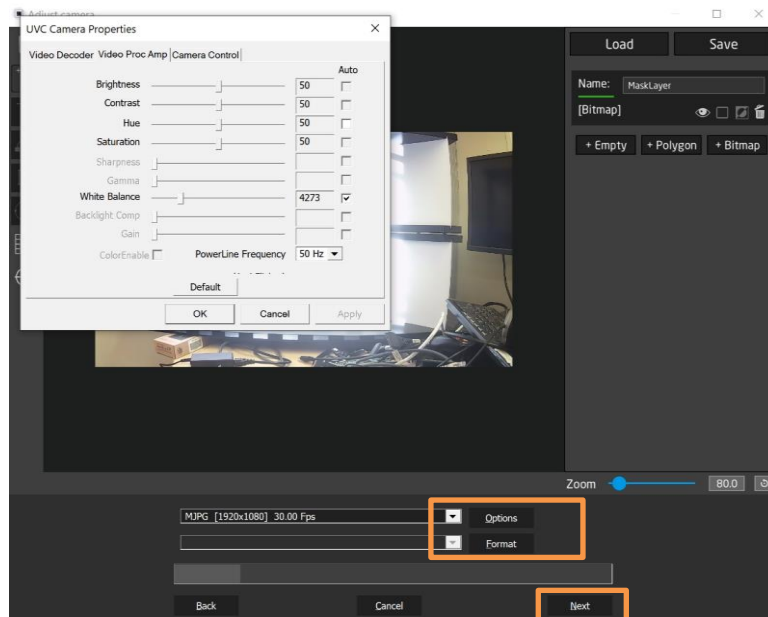 Adjust camera
UVC Camera Properties
Video Decoder Video Proc Amp Camera Control
Auto
Brightness 50
Contrast 50
Hue 50
Saturation 50
Sharpness
Gamma
White Balance 4273
Backlight Comp
Gain
ColorEnable PowerLine Frequency 50 Hz
Default
OK Cancel Apply
Load Save
Name: MaskLayer
[Bitmap]
+ Empty + Polygon + Bitmap
Zoom 80.0
MJPG [1920x1080] 30.00 Fps Options
Format
Back Cancel Next